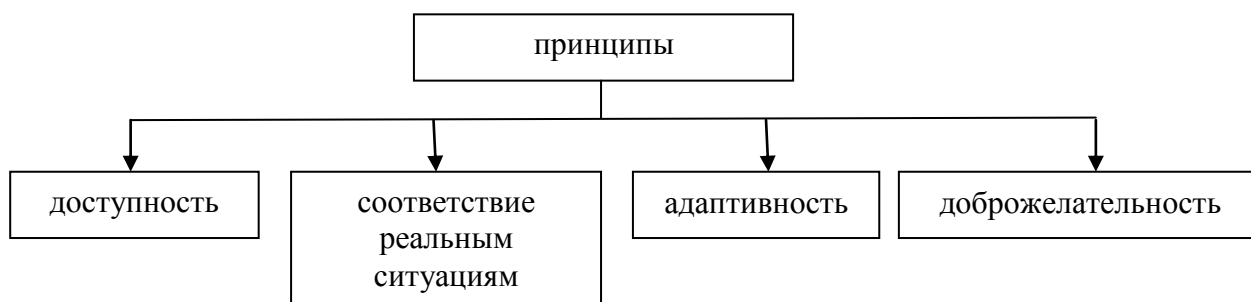 принципы
доступность
соответствие
реальным
ситуациям
адаптивность
доброжелательность